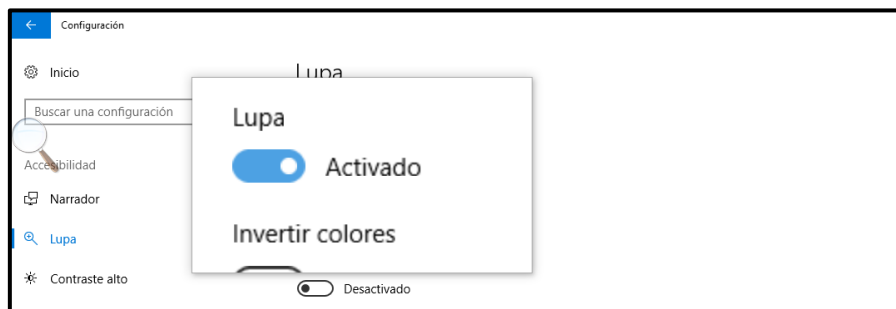 Configuración
Inicio
Buscar una configuración
Accesibilidad
Narrador
Lupa
Contraste alto
Lupa
Lupa
Activado
Invertir colores
Desactivado